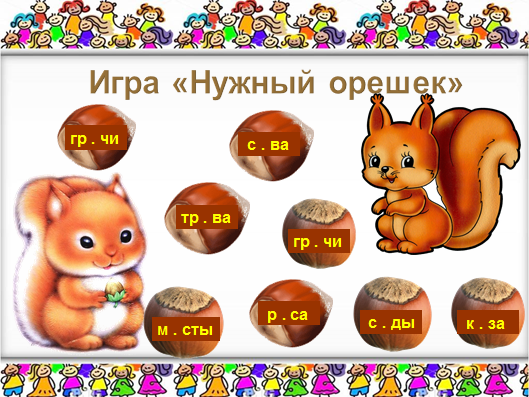 Игра «Нужный орешек»
гр . чи
с . ва
тр . ва
гр . чи
м . сты
р . са
с . ды
к . за